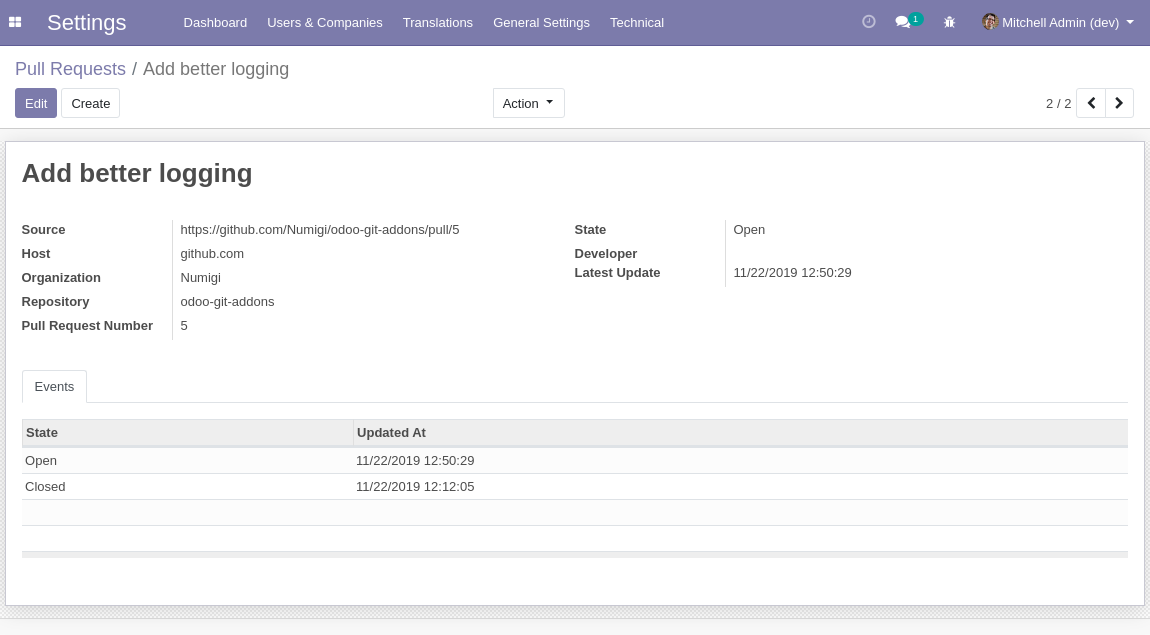 Settings Dashboard Users & Companies Translations General Settings Technical 1 Mitchell Admin (dev)
Pull Requests / Add better logging
Edit Create Action 2 / 2
Add better logging
Source https://github.com/Numigi/odoo-git-addons/pull/5 State Open
Host github.com Developer
Organization Numigi Latest Update 11/22/2019 12:50:29
Repository odoo-git-addons
Pull Request Number 5
Events
State Updated At
Open 11/22/2019 12:50:29
Closed 11/22/2019 12:12:05